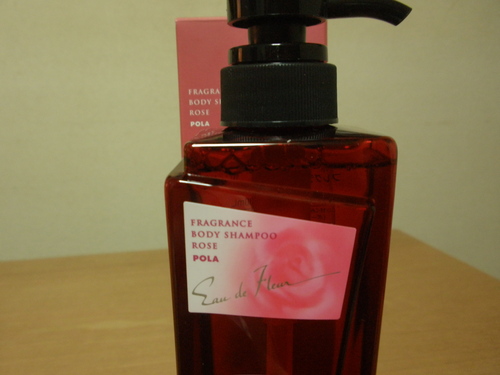 FRAGRA
BODY S
ROSE
POLA
FRAGRANCE
BODY SHAMPOO
ROSE
POLA
Eau de Fleur